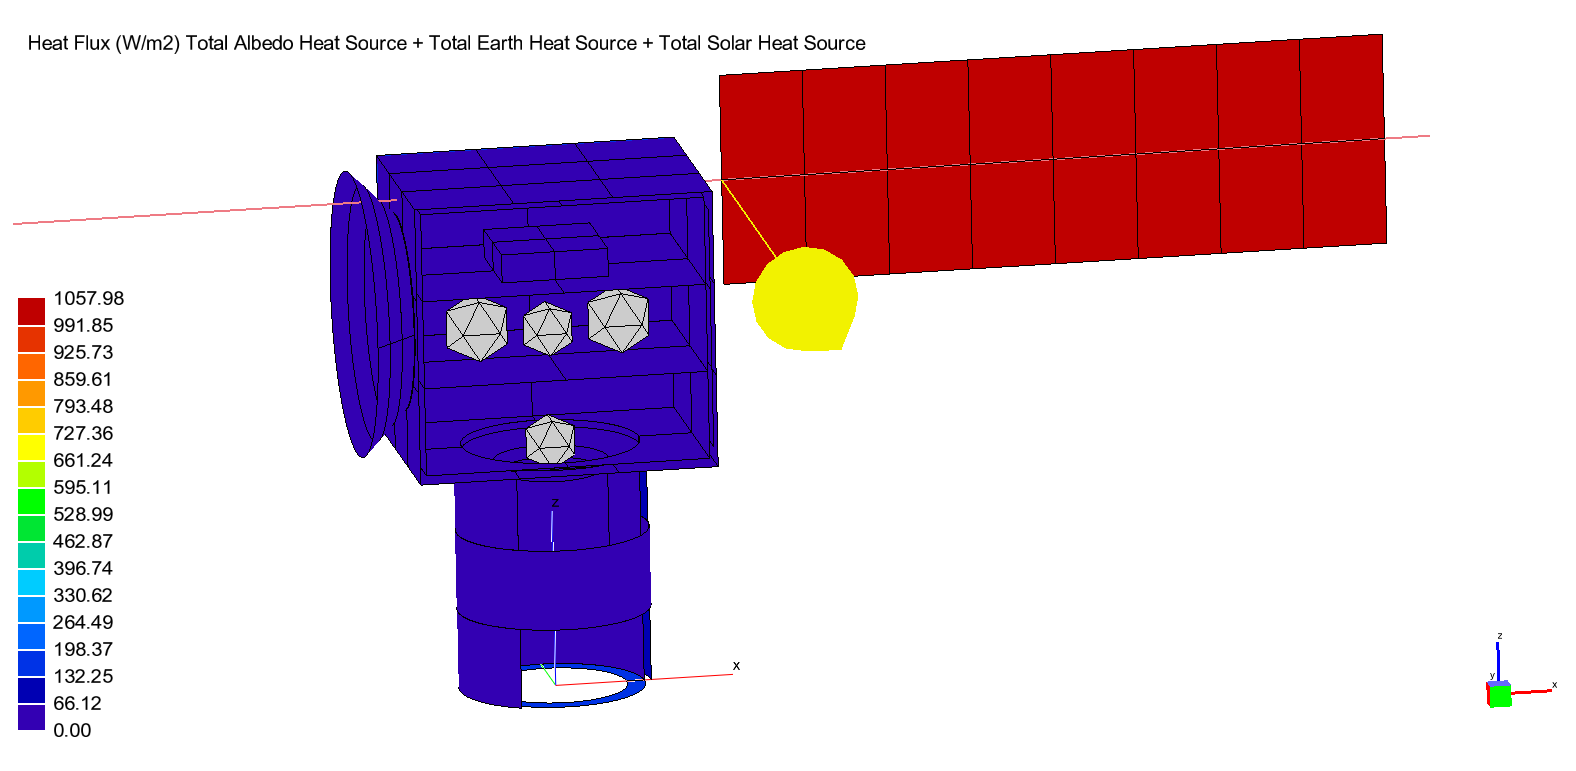 Heat Flux (W/m2) Total Albedo Heat Source + Total Earth Heat Source + Total Solar Heat Source
1057.98
991.85
925.73
859.61
793.48
727.36
661.24
595.11
528.99
462.87
396.74
330.62
264.49
198.37
132.25
66.12
0.00
z
x
z
y
x